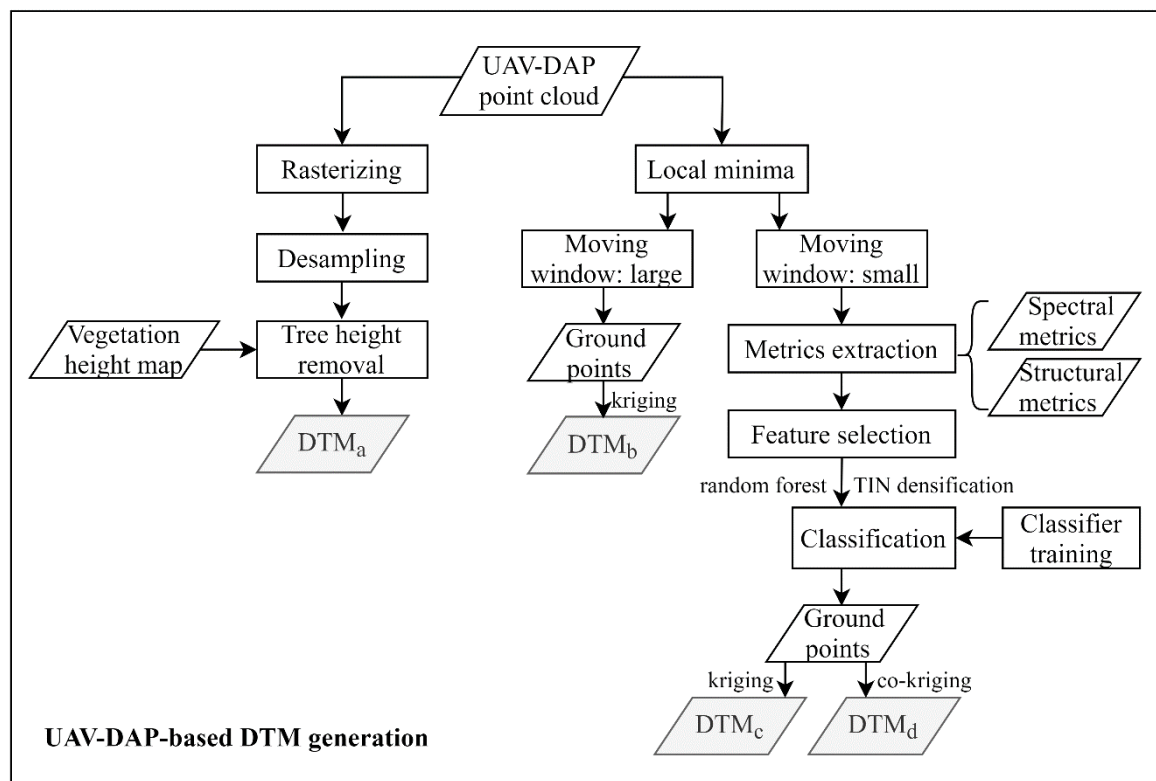 UAV-DAP
point cloud
Rasterizing
Local minima
Desampling
Moving
window: large
Moving
window: small
Vegetation
height map
Tree height
removal
Ground
points
Metrics extraction
Spectral
metrics
Structural
metrics
kriging
DTMa
DTMb
Feature selection
random forest
TIN densification
Classification
Classifier
training
Ground
points
kriging
co-kriging
DTMc
DTMd
UAV-DAP-based DTM generation